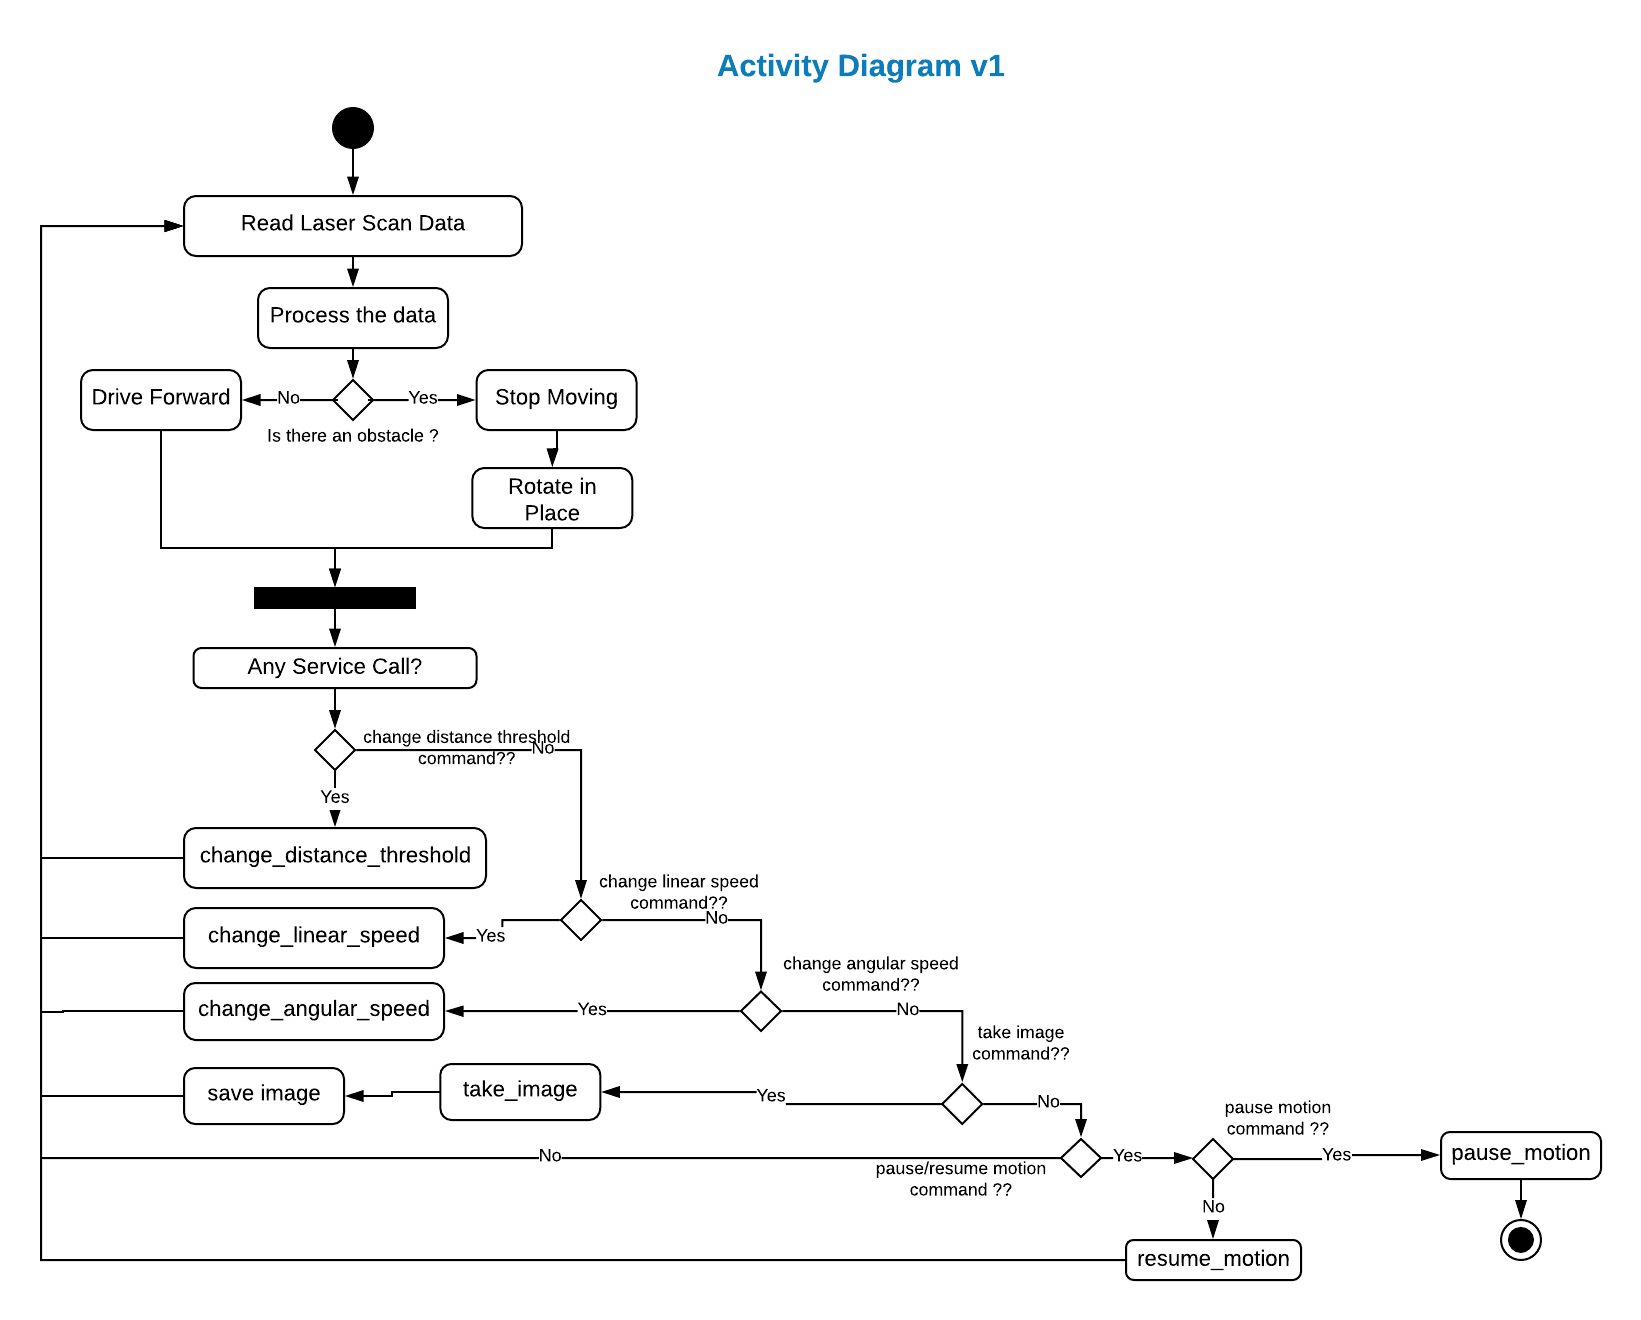 Activity Diagram v1
Read Laser Scan Data
Process the data
Drive Forward
No
Yes
Stop Moving
Is there an obstacle ?
Rotate in
Place
Any Service Call?
change distance threshold
command??
No
Yes
change_distance_threshold
change linear speed
command??
No
Yes
change_linear_speed
change angular speed
command??
change_angular_speed
Yes
No
take image
command??
save image
take_image
Yes
No
pause motion
command ??
No
pause/resume motion
command ??
Yes
Yes
pause_motion
No
resume_motion